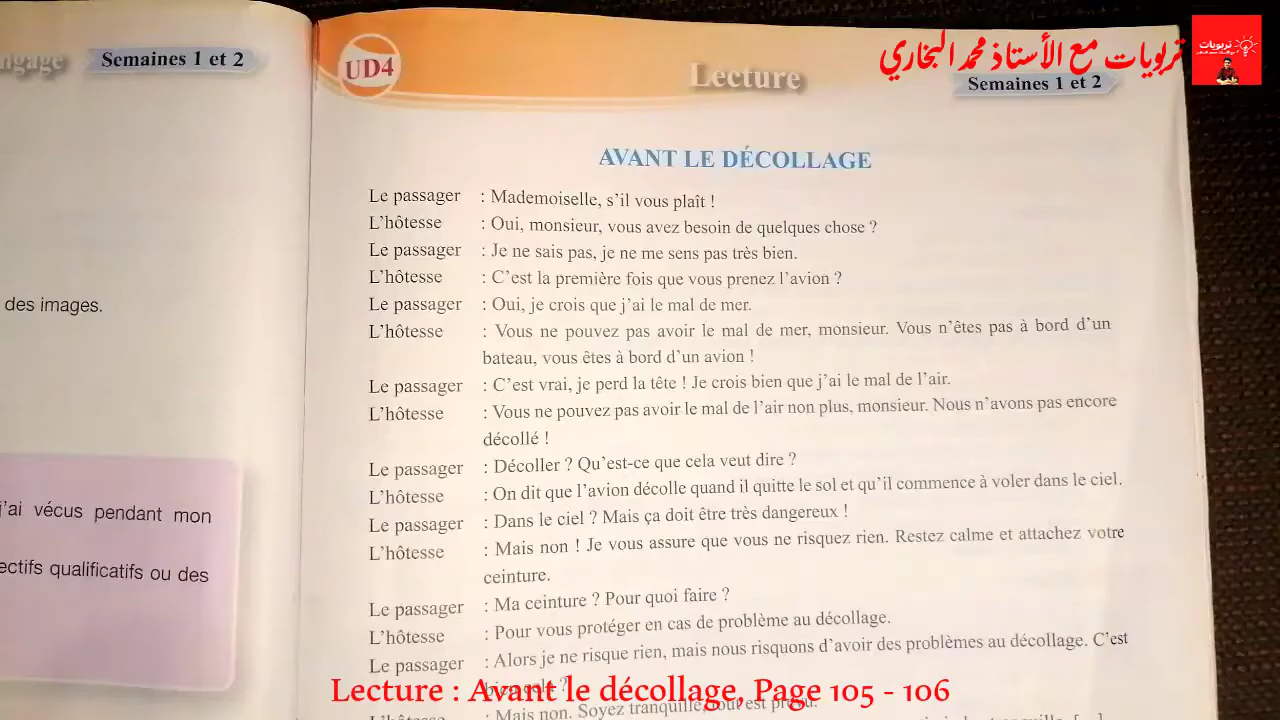 ngage
Semaines 1 et 2
des images.
j'ai vécus pendant mon
ectifs qualificatifs ou des
UD4
Lecture
تربويات مع الأستاذ محمد البخاري
تربويات
Semaines 1 et 2
AVANT LE DÉCOLLAGE
Le passager : Mademoiselle, s'il vous plaît !
L'hôtesse : Oui, monsieur, vous avez besoin de quelques chose ?
Le passager : Je ne sais pas, je ne me sens pas très bien.
L'hôtesse : C'est la première fois que vous prenez l'avion ?
Le passager : Oui, je crois que j'ai le mal de mer.
L'hôtesse : Vous ne pouvez pas avoir le mal de mer, monsieur. Vous n'êtes pas à bord d'un
bateau, vous êtes à bord d'un avion !
Le passager : C'est vrai, je perd la tête ! Je crois bien que j'ai le mal de l'air.
L'hôtesse : Vous ne pouvez pas avoir le mal de l'air non plus, monsieur. Nous n'avons pas encore
décollé !
Le passager : Décoller ? Qu'est-ce que cela veut dire ?
L'hôtesse : On dit que l'avion décolle quand il quitte le sol et qu'il commence à voler dans le ciel.
Le passager : Dans le ciel ? Mais ça doit être très dangereux !
L'hôtesse : Mais non ! Je vous assure que vous ne risquez rien. Restez calme et attachez votre
ceinture.
Le passager : Ma ceinture ? Pour quoi faire ?
L'hôtesse : Pour vous protéger en cas de problème au décollage.
Le passager : Alors je ne risque rien, mais nous risquons d'avoir des problèmes au décollage. C'est
bien cela ?
L'hôtesse : Mais non. Soyez tranquille, tout est prévu.
Lecture : Avant le décollage, Page 105 - 106